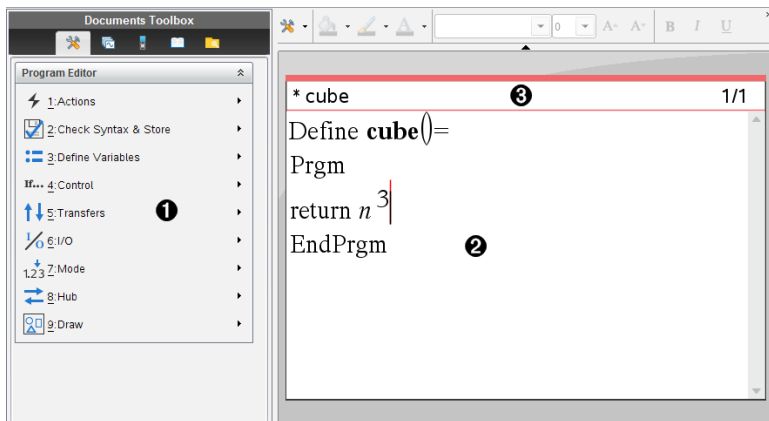 Documents Toolbox
Program Editor
1:Actions
2:Check Syntax & Store
3:Define Variables
If... 4:Control
5:Transfers
❶
I/O 6:I/O
1.23 7:Mode
8:Hub
9:Draw
A 0 A A B I U
* cube ❸ 1/1
Define cube()=
Prgm
return n³
EndPrgm ❷